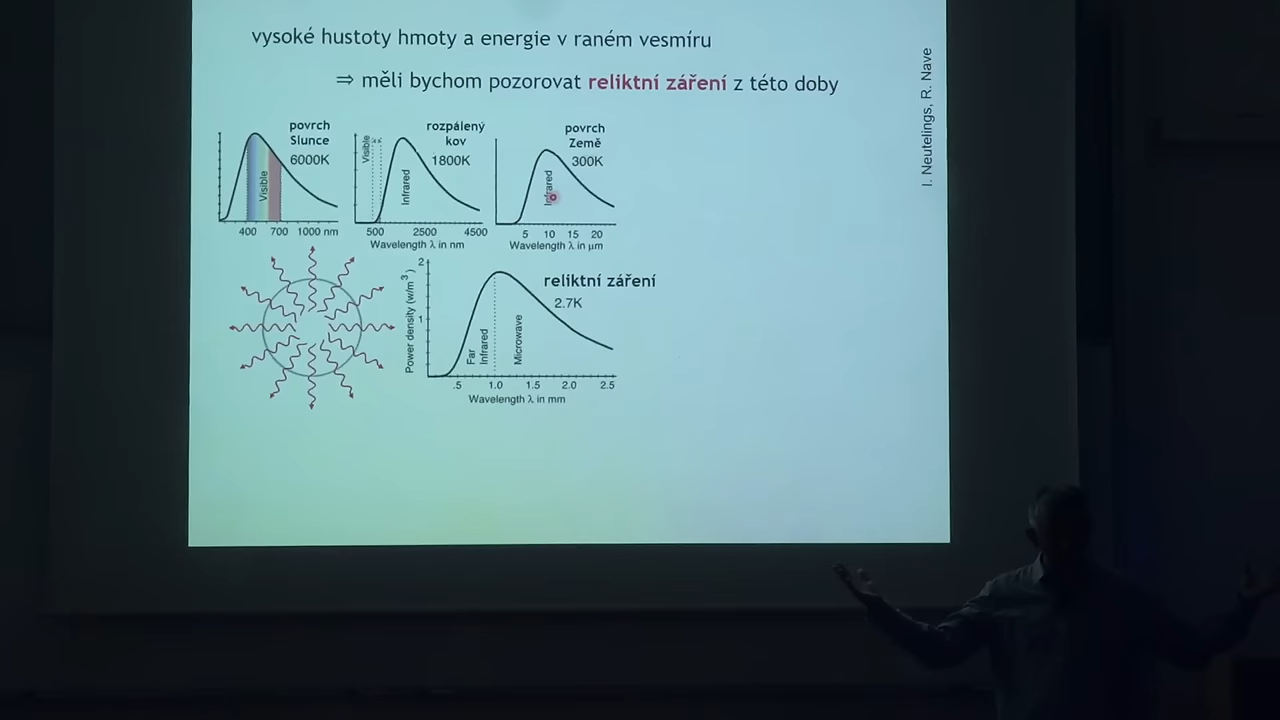 vysoké hustoty hmoty a energie v raném vesmíru
⇒ měli bychom pozorovat reliktní záření z této doby
I. Neutelings, R. Nave
povrch
Slunce
6000K
Visible
400 700 1000 nm
rozpálený
kov
1800K
Visible
Infrared
500 2500 4500
Wavelength λ in nm
povrch
Země
300K
Infrared
5 10 15 20
Wavelength λ in μm
reliktní záření
2.7K
Power density (w/m³)
2
1
Far
Infrared
Microwave
.5 1.0 1.5 2.0 2.5
Wavelength λ in mm